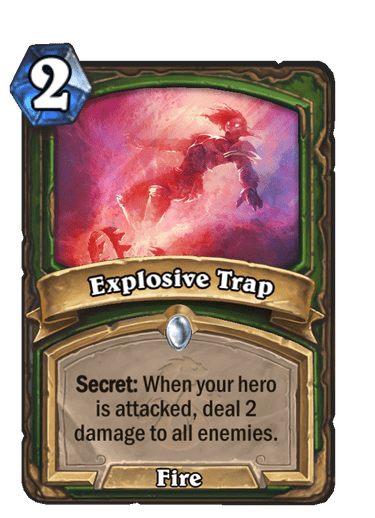 2
Explosive Trap
Secret: When your hero
is attacked, deal 2
damage to all enemies.
Fire